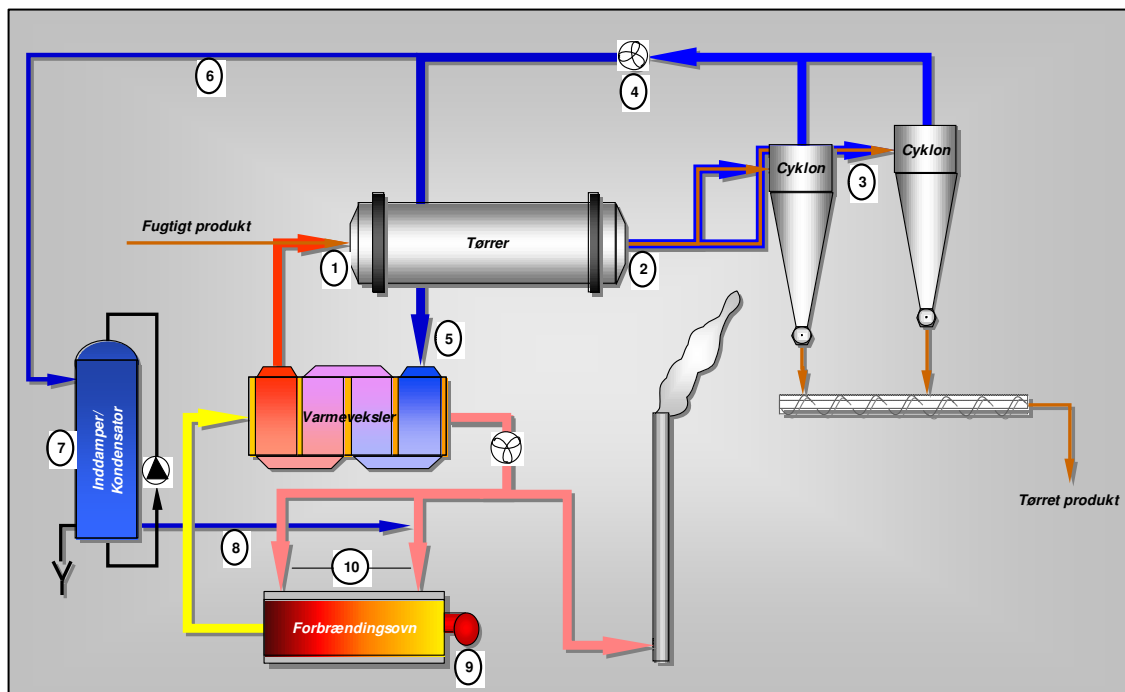 6
4
Cyklon
Cyklon
3
Fugtigt produkt
Tørrer
1
2
5
Varmeveksler
Inddamper/
Kondensator
7
Tørret produkt
8
10
Forbrændingsovn
9